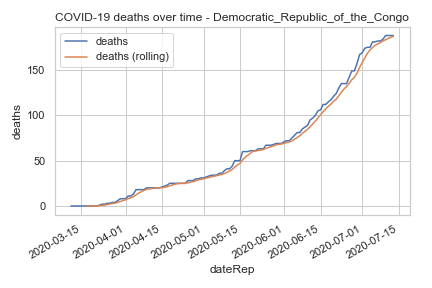 COVID-19 deaths over time - Democratic_Republic_of_the_Congo
deaths
deaths (rolling)
150
100
50
0
deaths
2020-03-15
2020-04-01
2020-04-15
2020-05-01
2020-05-15
2020-06-01
2020-06-15
2020-07-01
2020-07-15
dateRep